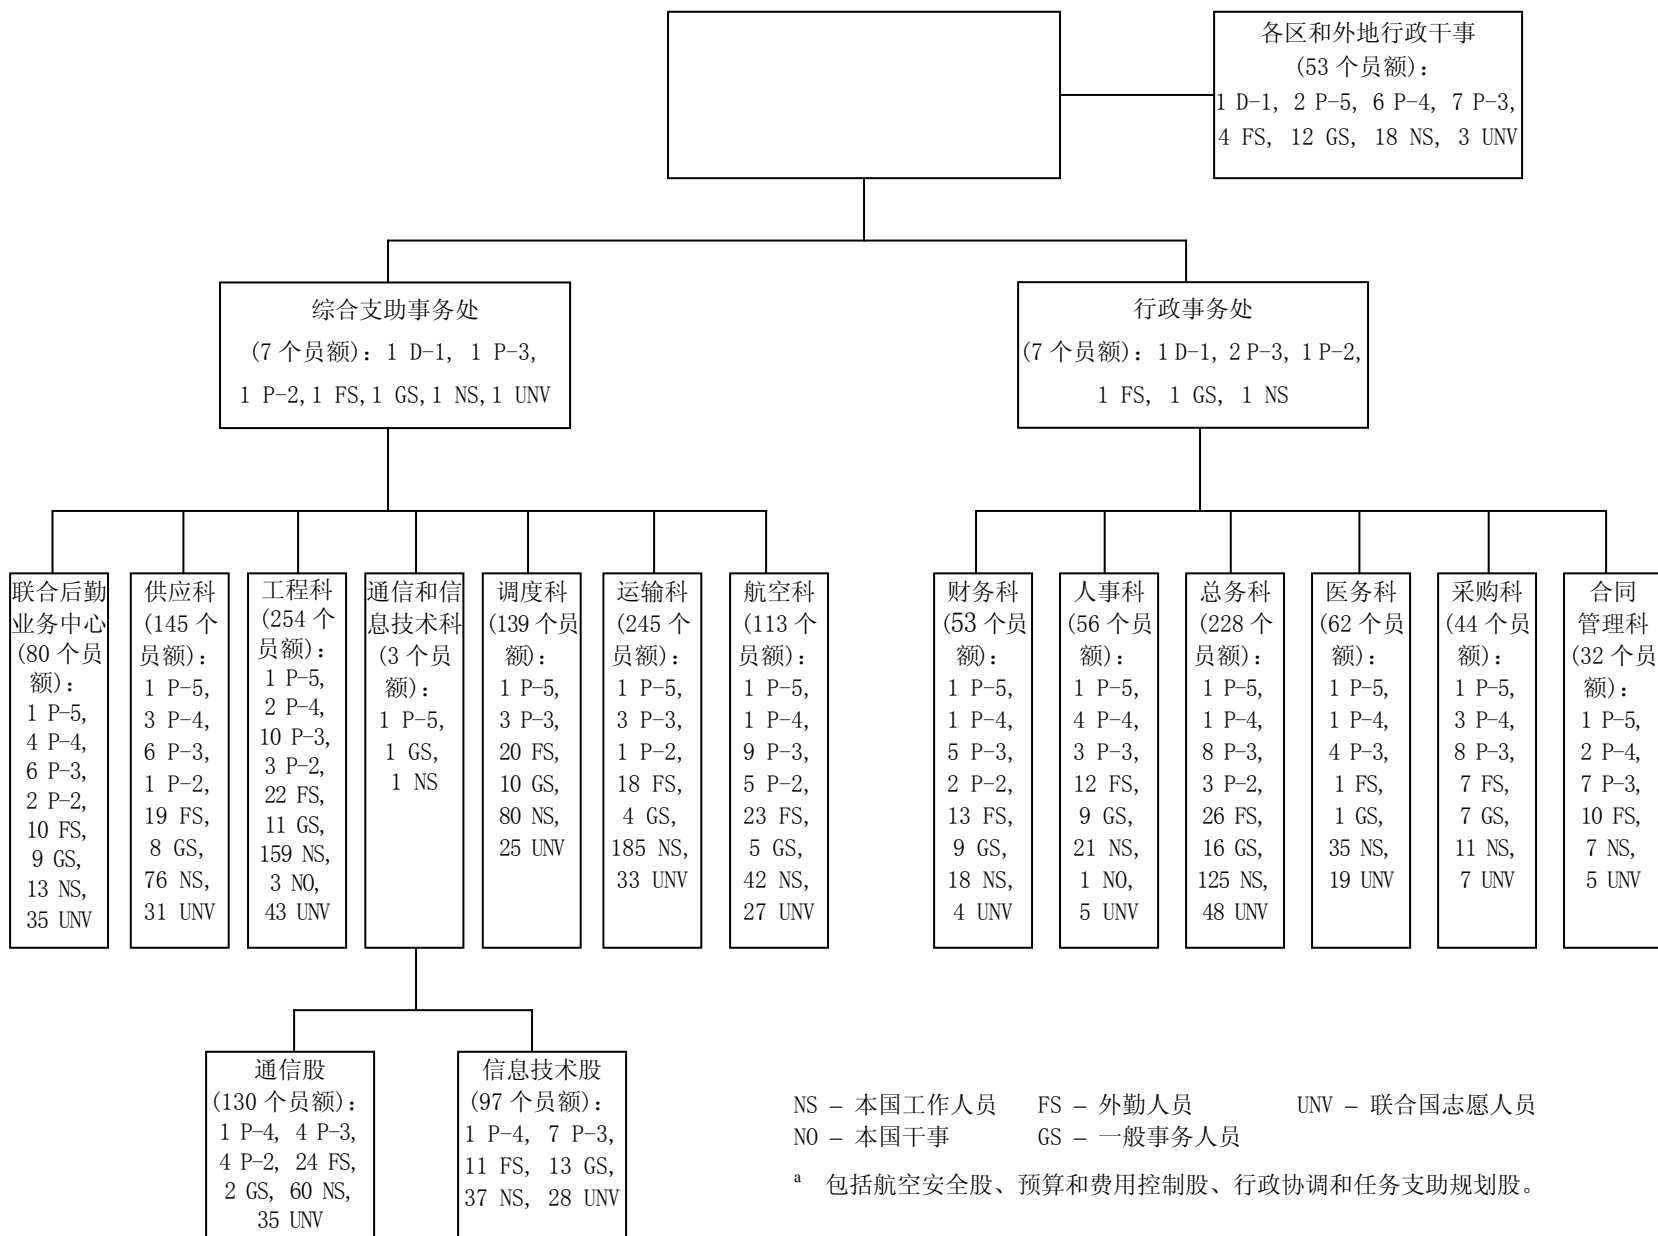 各区和外地行政干事
(53 个员额)：
1 D-1, 2 P-5, 6 P-4, 7 P-3,
4 FS, 12 GS, 18 NS, 3 UNV
综合支助事务处
(7 个员额)：1 D-1, 1 P-3,
1 P-2,1 FS,1 GS,1 NS,1 UNV
行政事务处
(7 个员额)：1 D-1, 2 P-3, 1 P-2,
1 FS, 1 GS, 1 NS
联合后勤
业务中心
(80 个员
额)：
1 P-5,
4 P-4,
6 P-3,
2 P-2,
10 FS,
9 GS,
13 NS,
35 UNV
供应科
(145 个
员额)：
1 P-5,
3 P-4,
6 P-3,
1 P-2,
19 FS,
8 GS,
76 NS,
31 UNV
工程科
(254 个
员额)：
1 P-5,
2 P-4,
10 P-3,
3 P-2,
22 FS,
11 GS,
159 NS,
3 NO,
43 UNV
通信和信
息技术科
(3 个员
额)：
1 P-5,
1 GS,
1 NS
调度科
(139 个员
额)：
1 P-5,
3 P-3,
20 FS,
10 GS,
80 NS,
25 UNV
运输科
(245 个
员额)：
1 P-5,
3 P-3,
1 P-2,
18 FS,
4 GS,
185 NS,
33 UNV
航空科
(113 个
员额)：
1 P-5,
1 P-4,
9 P-3,
5 P-2,
23 FS,
5 GS,
42 NS,
27 UNV
财务科
(53 个员
额)：
1 P-5,
1 P-4,
5 P-3,
2 P-2,
13 FS,
9 GS,
18 NS,
4 UNV
人事科
(56 个员
额)：
1 P-5,
4 P-4,
3 P-3,
12 FS,
9 GS,
21 NS,
1 NO,
5 UNV
总务科
(228 个
员额)：
1 P-5,
1 P-4,
8 P-3,
3 P-2,
26 FS,
16 GS,
125 NS,
48 UNV
医务科
(62 个员
额)：
1 P-5,
1 P-4,
4 P-3,
1 FS,
1 GS,
35 NS,
19 UNV
采购科
(44 个员
额)：
1 P-5,
3 P-4,
8 P-3,
7 FS,
7 GS,
11 NS,
7 UNV
合同
管理科
(32 个员
额)：
1 P-5,
2 P-4,
7 P-3,
10 FS,
7 NS,
5 UNV
通信股
(130 个员额)：
1 P-4, 4 P-3,
4 P-2, 24 FS,
2 GS, 60 NS,
35 UNV
信息技术股
(97 个员额)：
1 P-4, 7 P-3,
11 FS, 13 GS,
37 NS, 28 UNV
NS – 本国工作人员 FS – 外勤人员 UNV – 联合国志愿人员
NO – 本国干事 GS – 一般事务人员
a 包括航空安全股、预算和费用控制股、行政协调和任务支助规划股。